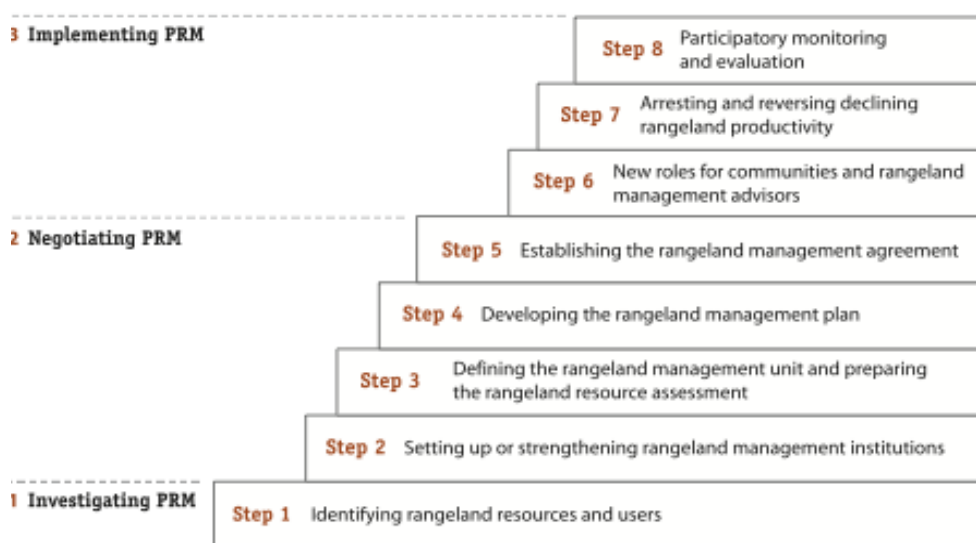 3 Implementing PRM
Step 8 Participatory monitoring
and evaluation
Step 7 Arresting and reversing declining
rangeland productivity
Step 6 New roles for communities and rangeland
management advisors
2 Negotiating PRM
Step 5 Establishing the rangeland management agreement
Step 4 Developing the rangeland management plan
Step 3 Defining the rangeland management unit and preparing
the rangeland resource assessment
Step 2 Setting up or strengthening rangeland management institutions
1 Investigating PRM
Step 1 Identifying rangeland resources and users